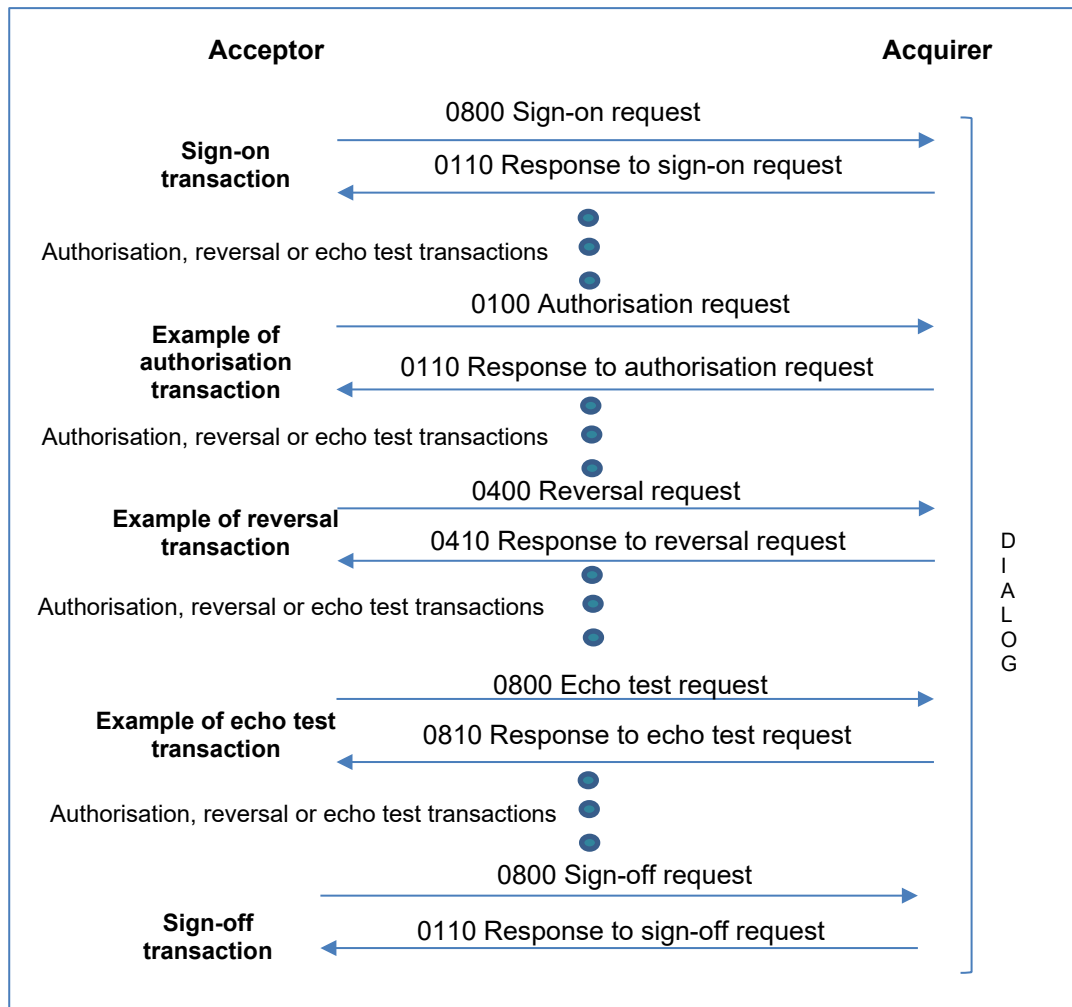 Acceptor
Acquirer
0800 Sign-on request
Sign-on
transaction
0110 Response to sign-on request
Authorisation, reversal or echo test transactions
0100 Authorisation request
Example of
authorisation
transaction
0110 Response to authorisation request
Authorisation, reversal or echo test transactions
0400 Reversal request
Example of reversal
transaction
0410 Response to reversal request
Authorisation, reversal or echo test transactions
0800 Echo test request
Example of echo test
transaction
0810 Response to echo test request
Authorisation, reversal or echo test transactions
0800 Sign-off request
Sign-off
transaction
0110 Response to sign-off request
D
I
A
L
O
G